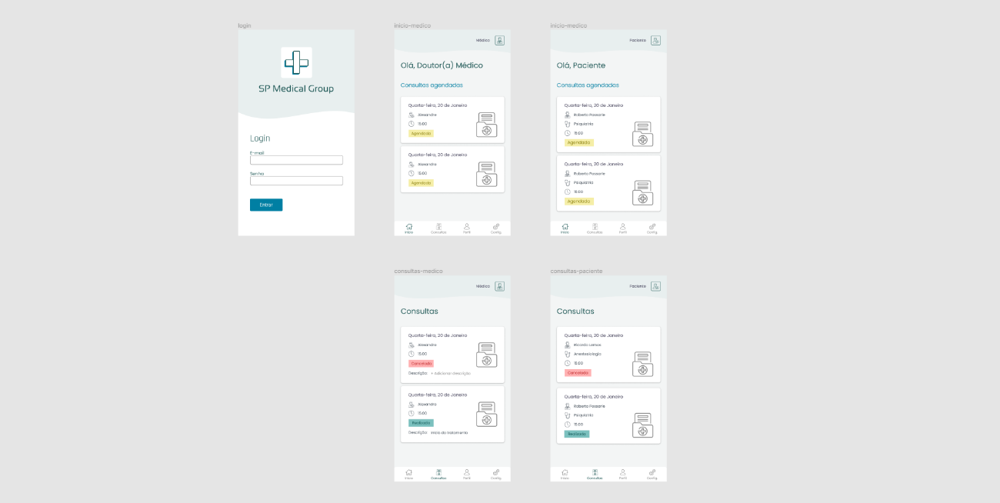 login
SP Medical Group
Login
E-mail
Senha
Entrar
inicio-medico
Médico
Olá, Doutor(a) Médico
Consultas agendadas
Quarta-feira, 20 de Janeiro
Alexandre
15:00
Agendada
Quarta-feira, 20 de Janeiro
Alexandre
15:00
Agendada
Início
Consultas
Perfil
Config.
inicio-medico
Paciente
Olá, Paciente
Consultas agendadas
Quarta-feira, 20 de Janeiro
Roberto Possarle
Psiquiatria
15:00
Agendada
Quarta-feira, 20 de Janeiro
Roberto Possarle
Psiquiatria
15:00
Agendada
Início
Consultas
Perfil
Config.
consultas-medico
Médico
Consultas
Quarta-feira, 20 de Janeiro
Alexandre
15:00
Cancelada
Descrição: + Adicionar descrição
Quarta-feira, 20 de Janeiro
Alexandre
15:00
Realizada
Descrição: Início do tratamento
Início
Consultas
Perfil
Config.
consultas-paciente
Paciente
Consultas
Quarta-feira, 20 de Janeiro
Ricardo Lemos
Anestesiologia
15:00
Cancelada
Quarta-feira, 20 de Janeiro
Roberto Possarle
Psiquiatria
15:00
Realizada
Início
Consultas
Perfil
Config.